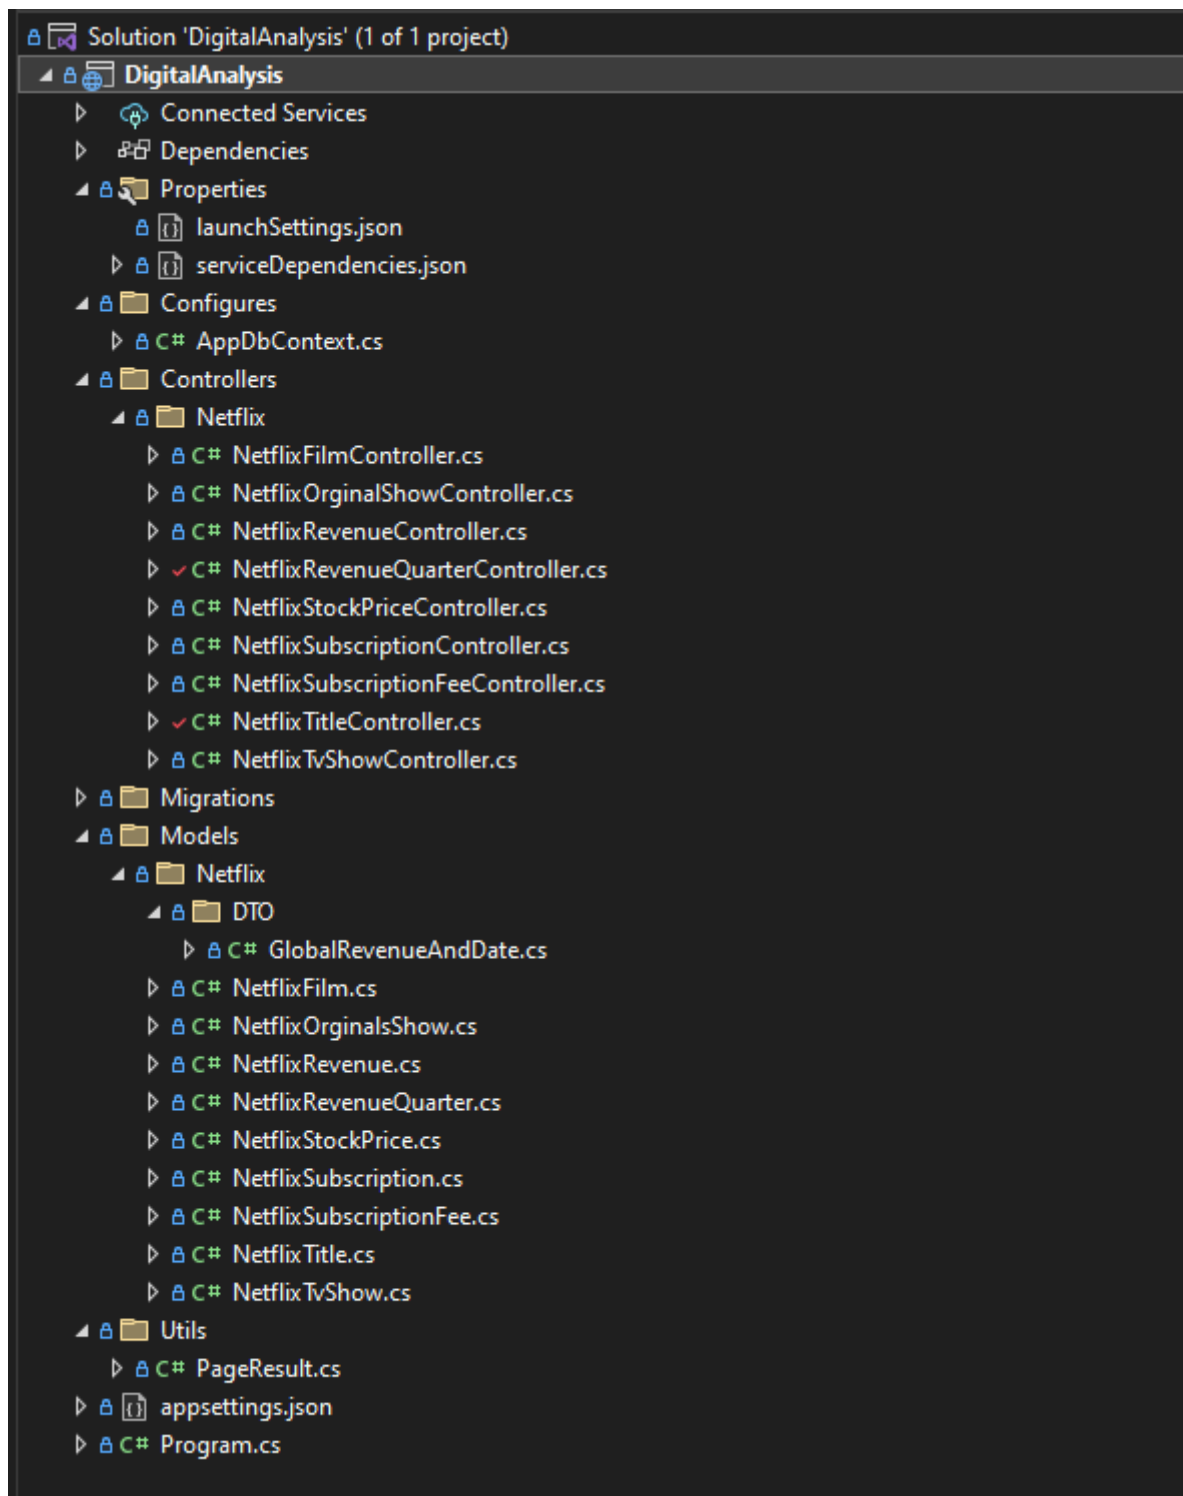 Solution 'DigitalAnalysis' (1 of 1 project)
DigitalAnalysis
Connected Services
Dependencies
Properties
launchSettings.json
serviceDependencies.json
Configures
C# AppDbContext.cs
Controllers
Netflix
C# NetflixFilmController.cs
C# NetflixOrginalShowController.cs
C# NetflixRevenueController.cs
C# NetflixRevenueQuarterController.cs
C# NetflixStockPriceController.cs
C# NetflixSubscriptionController.cs
C# NetflixSubscriptionFeeController.cs
C# NetflixTitleController.cs
C# NetflixTvShowController.cs
Migrations
Models
Netflix
DTO
C# GlobalRevenueAndDate.cs
C# NetflixFilm.cs
C# NetflixOrginalsShow.cs
C# NetflixRevenue.cs
C# NetflixRevenueQuarter.cs
C# NetflixStockPrice.cs
C# NetflixSubscription.cs
C# NetflixSubscriptionFee.cs
C# NetflixTitle.cs
C# NetflixTvShow.cs
Utils
C# PageResult.cs
appsettings.json
C# Program.cs